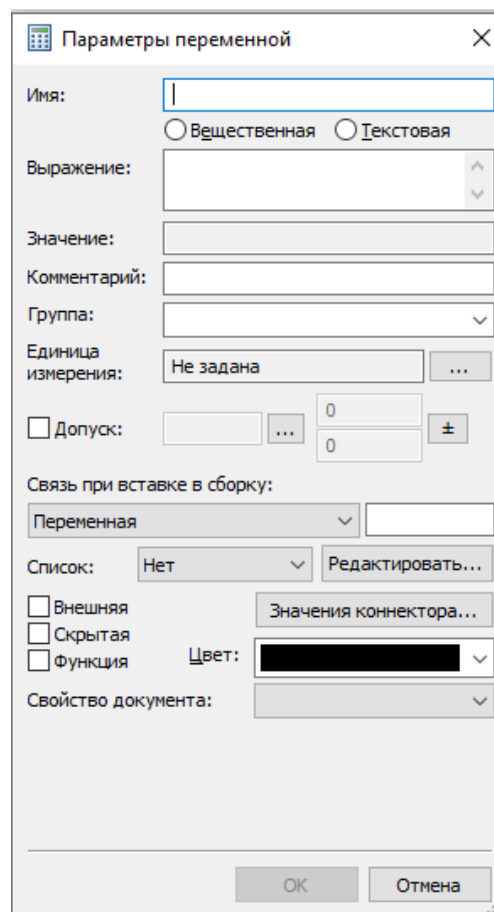 Параметры переменной
Имя:
Вещественная Текстовая
Выражение:
Значение:
Комментарий:
Группа:
Единица
измерения: Не задана ...
Допуск: ... 0 ±
0
Связь при вставке в сборку:
Переменная
Список: Нет Редактировать...
Внешняя Значения коннектора...
Скрытая
Функция Цвет:
Свойство документа:
OK Отмена